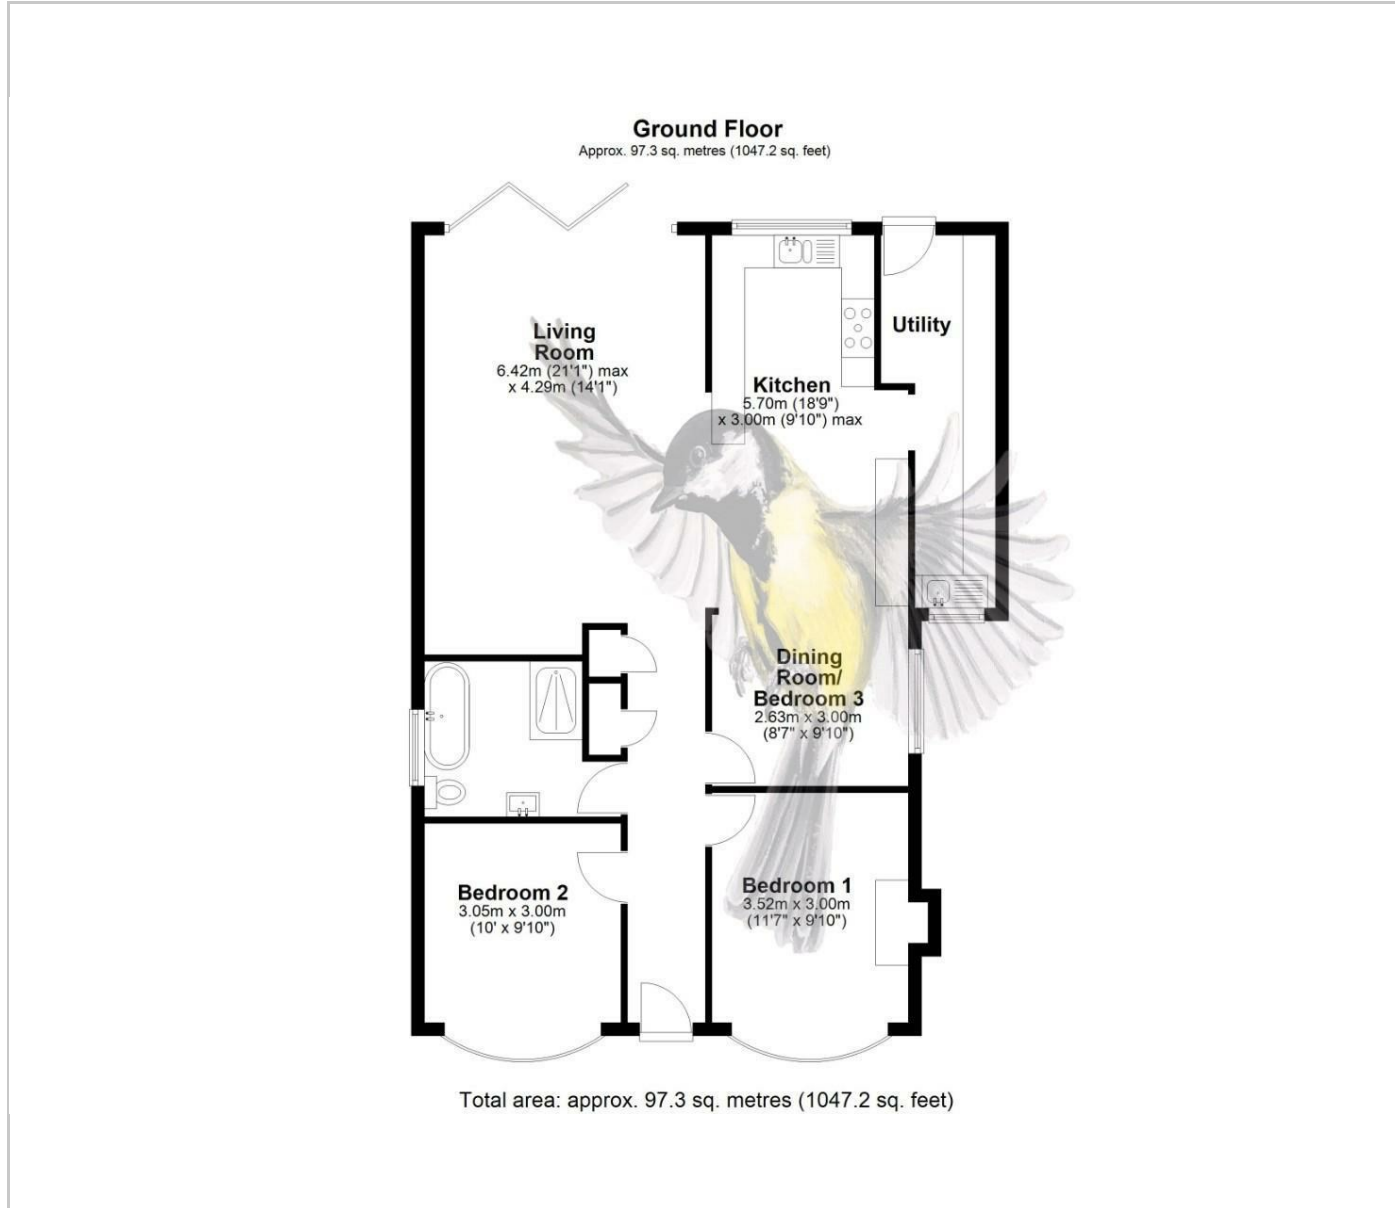 Ground Floor
Approx. 97.3 sq. metres (1047.2 sq. feet)
Living
Room
6.42m (21'1") max
x 4.29m (14'1")
Kitchen
5.70m (18'9")
x 3.00m (9'10") max
Utility
Dining
Room/
Bedroom 3
2.63m x 3.00m
(8'7" x 9'10")
Bedroom 2
3.05m x 3.00m
(10' x 9'10")
Bedroom 1
3.52m x 3.00m
(11'7" x 9'10")
Total area: approx. 97.3 sq. metres (1047.2 sq. feet)